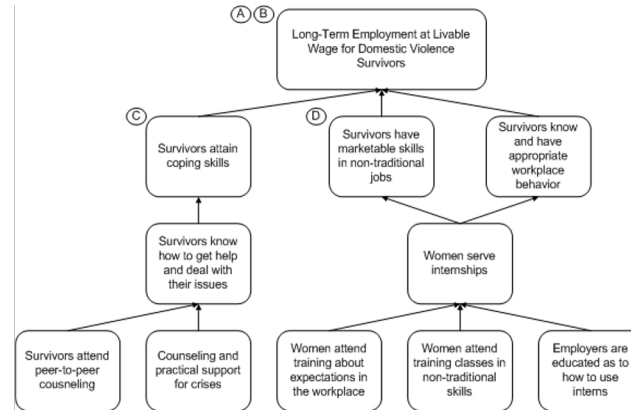 A B
Long-Term Employment at Livable
Wage for Domestic Violence
Survivors
C
Survivors attain
coping skills
D
Survivors have
marketable skills
in non-traditional
jobs
Survivors know
and have
appropriate
workplace
behavior
Survivors know
how to get help
and deal with
their issues
Women serve
internships
Survivors attend
peer-to-peer
cousneling
Counseling and
practical support
for crises
Women attend
training about
expectations in
the workplace
Women attend
training classes in
non-traditional
skills
Employers are
educated as to
how to use
interns